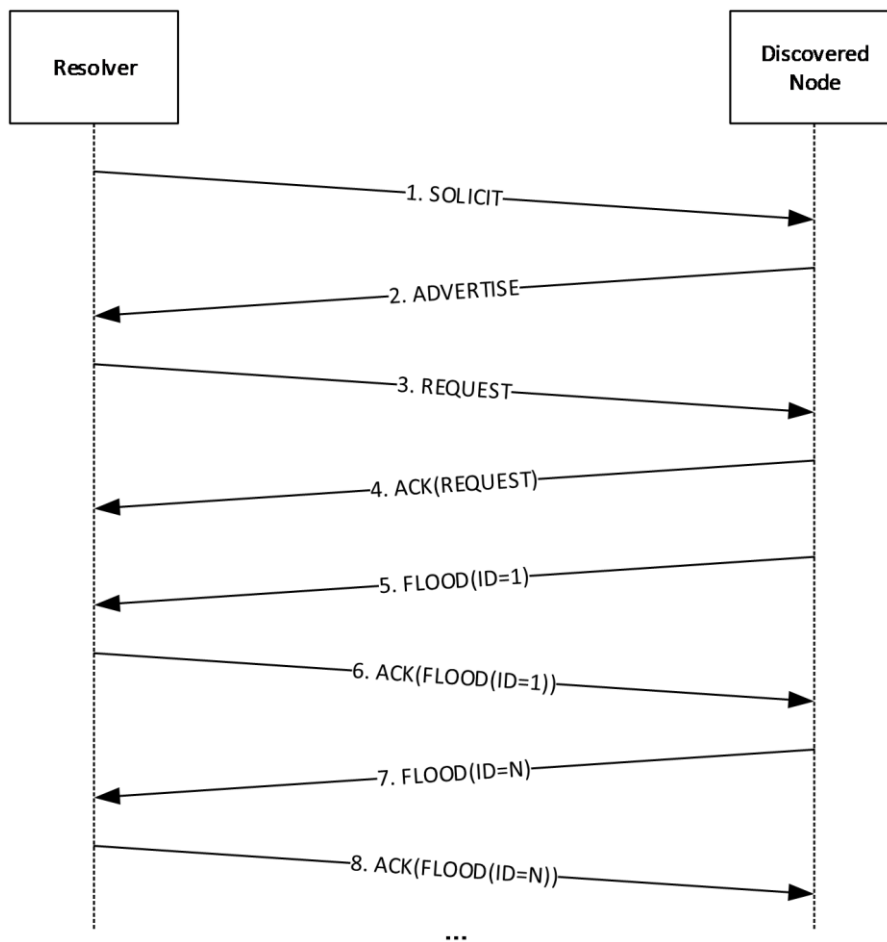 Resolver
Discovered
Node
1. SOLICIT
2. ADVERTISE
3. REQUEST
4. ACK(REQUEST)
5. FLOOD(ID=1)
6. ACK(FLOOD(ID=1))
7. FLOOD(ID=N)
8. ACK(FLOOD(ID=N))
...